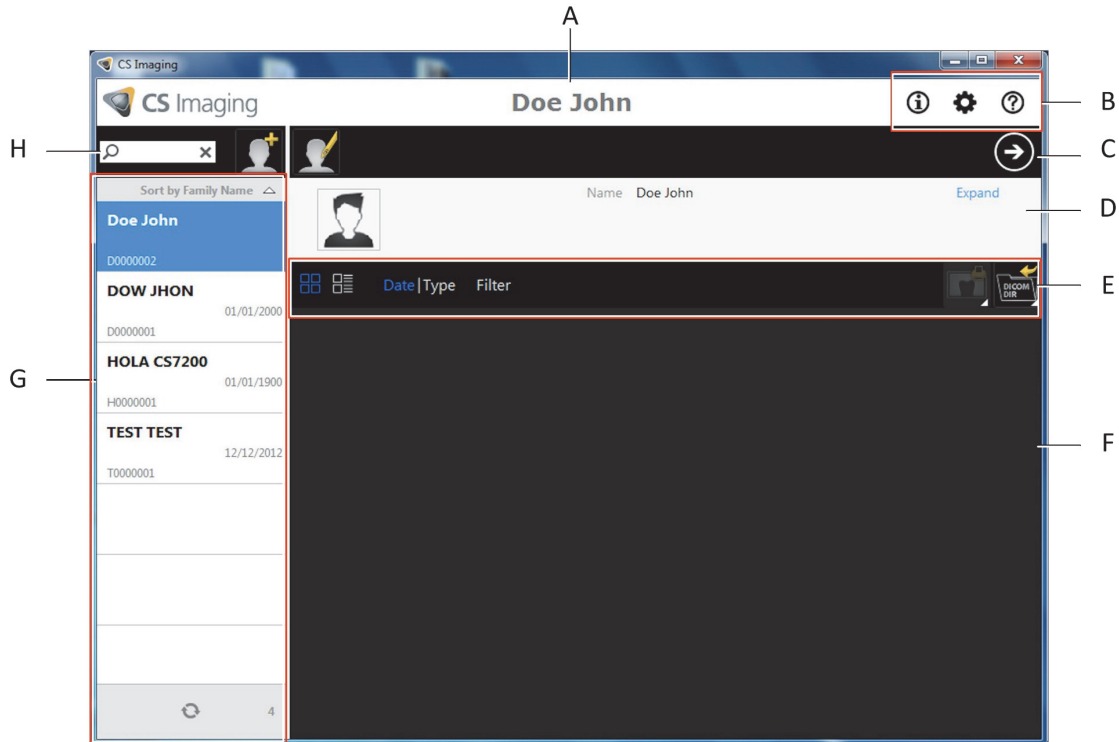 A
CS Imaging
CS Imaging
Doe John
B
H
C
Sort by Family Name
Name Doe John
Expand
D
Doe John
D0000002
Date|Type Filter
DICOM
DIR
E
DOW JHON
01/01/2000
D0000001
HOLA CS7200
G
01/01/1900
H0000001
TEST TEST
F
12/12/2012
T0000001
4